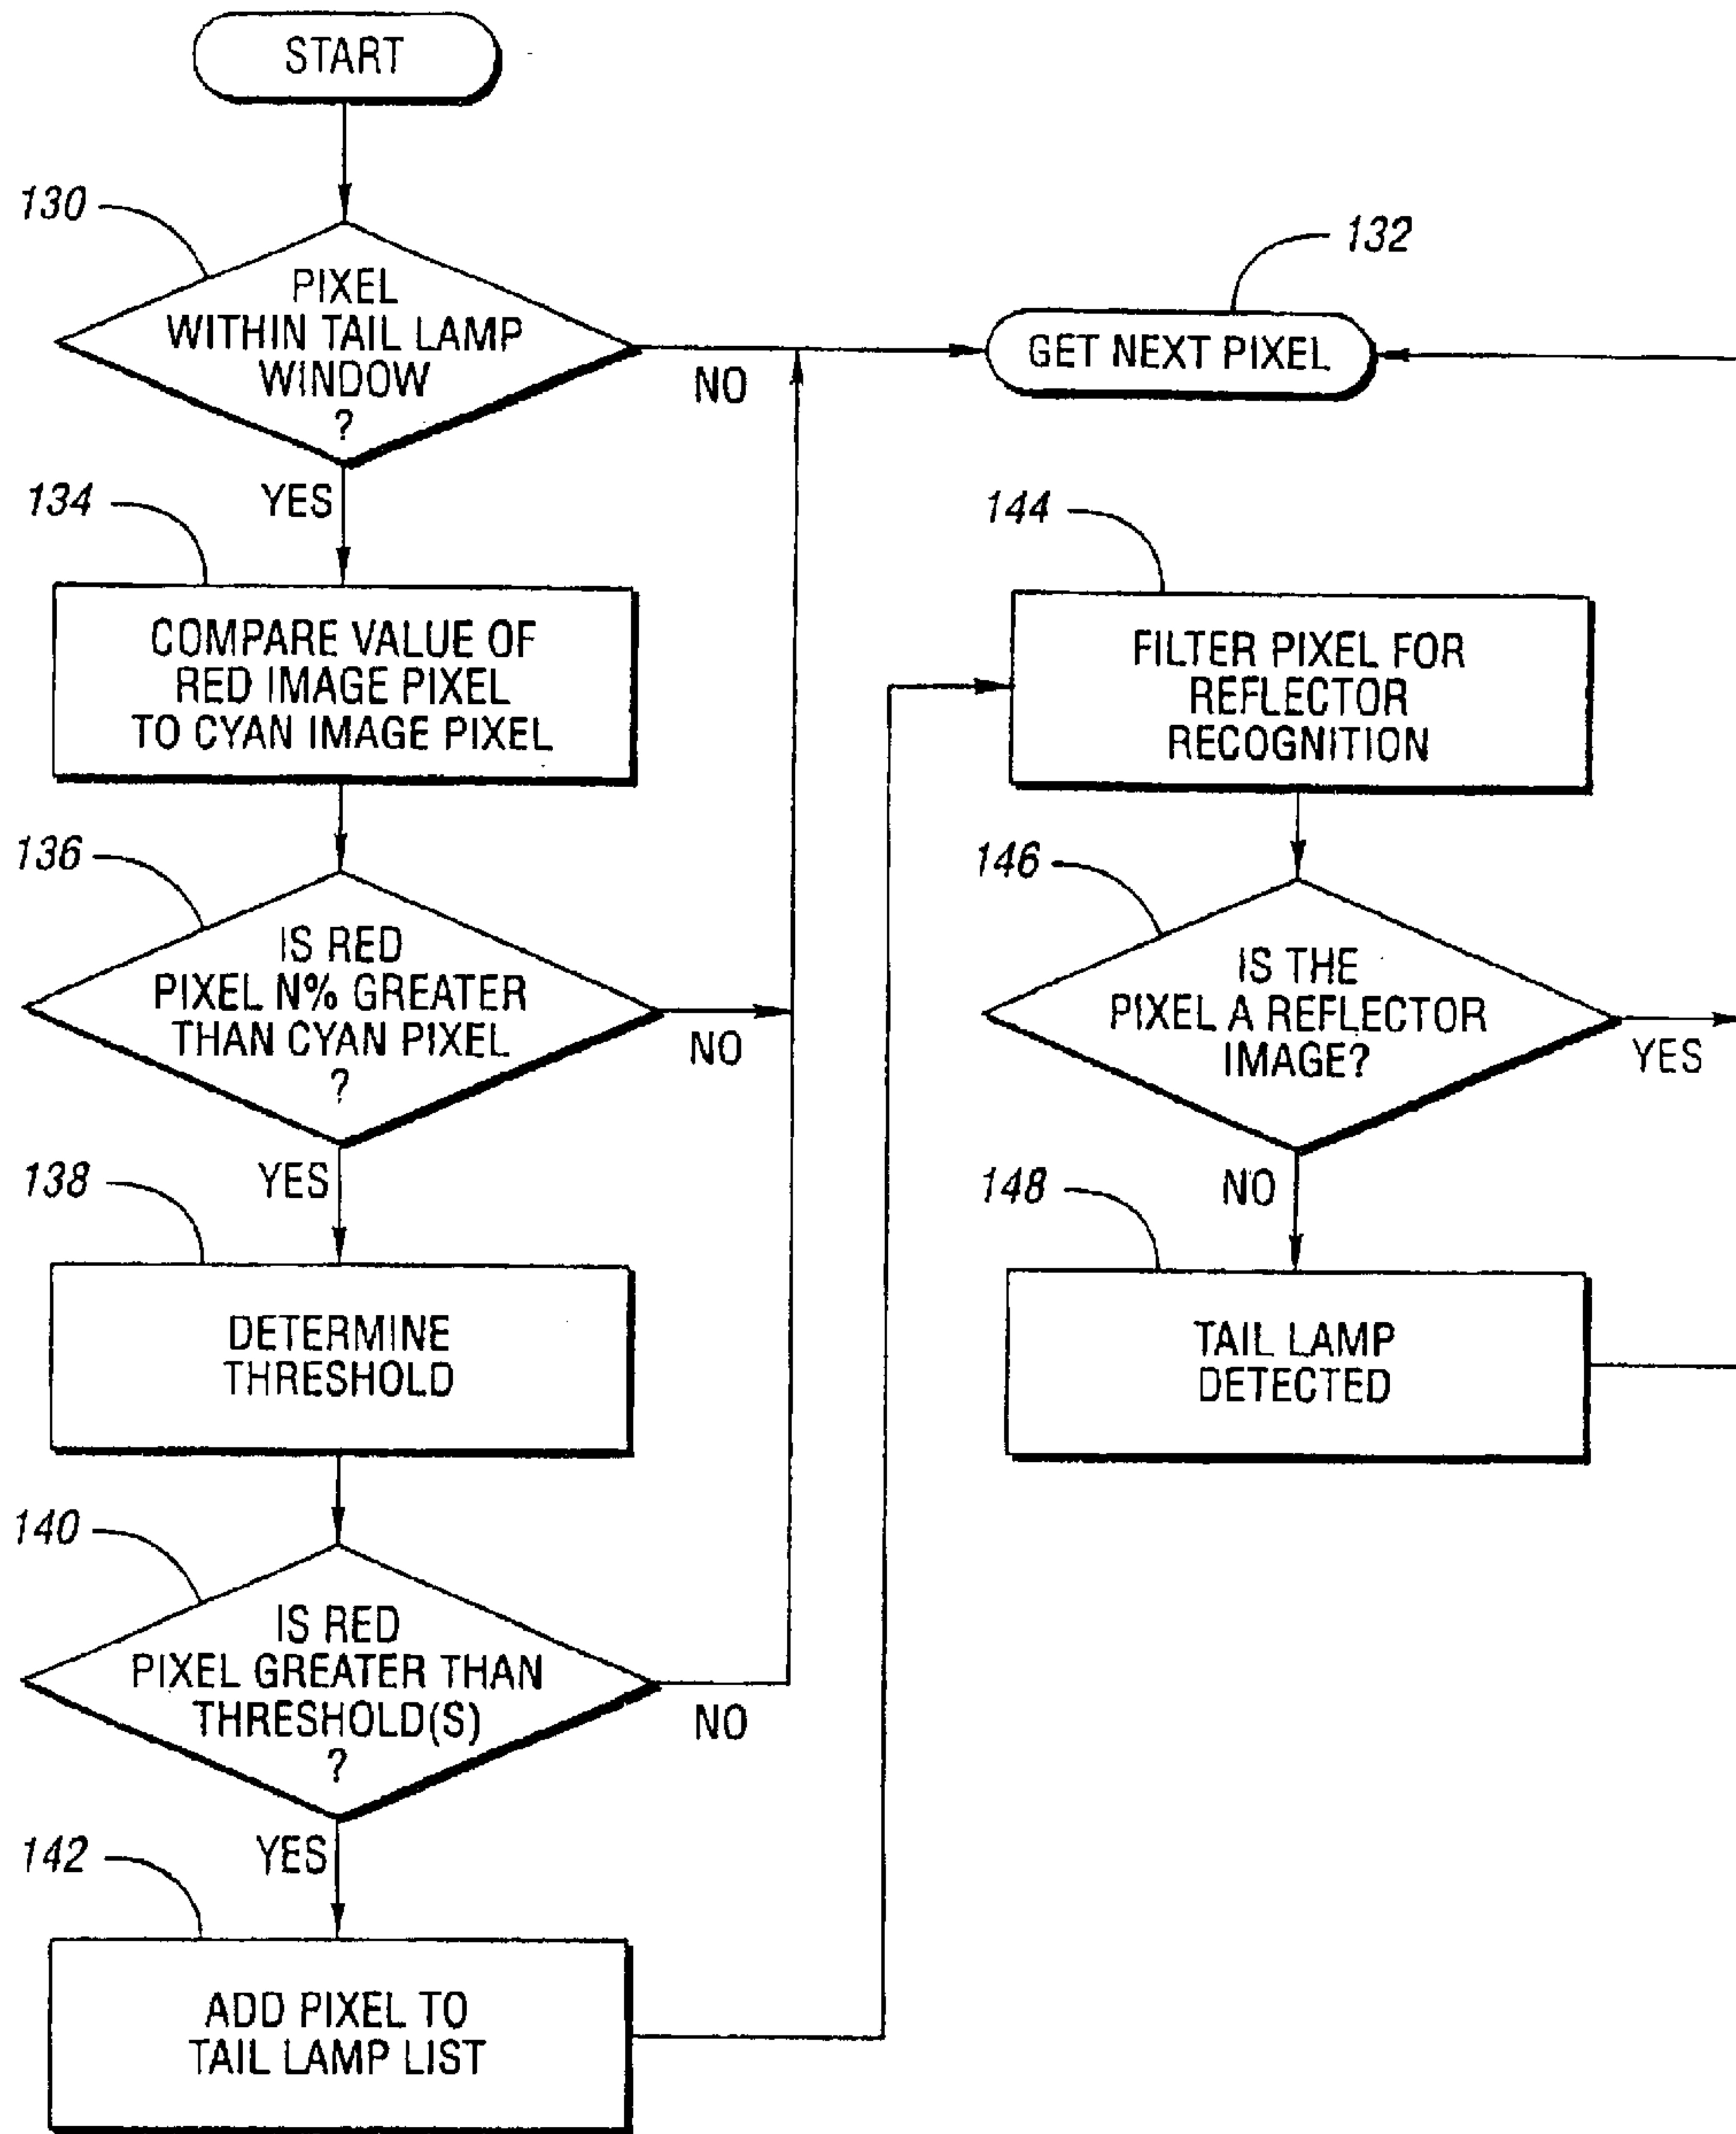 START
130
PIXEL
WITHIN TAIL LAMP
WINDOW
?
NO
YES
132
GET NEXT PIXEL
134
COMPARE VALUE OF
RED IMAGE PIXEL
TO CYAN IMAGE PIXEL
136
IS RED
PIXEL N% GREATER
THAN CYAN PIXEL
?
NO
YES
138
DETERMINE
THRESHOLD
140
IS RED
PIXEL GREATER THAN
THRESHOLD(S)
?
NO
YES
142
ADD PIXEL TO
TAIL LAMP LIST
144
FILTER PIXEL FOR
REFLECTOR
RECOGNITION
146
IS THE
PIXEL A REFLECTOR
IMAGE?
YES
NO
148
TAIL LAMP
DETECTED